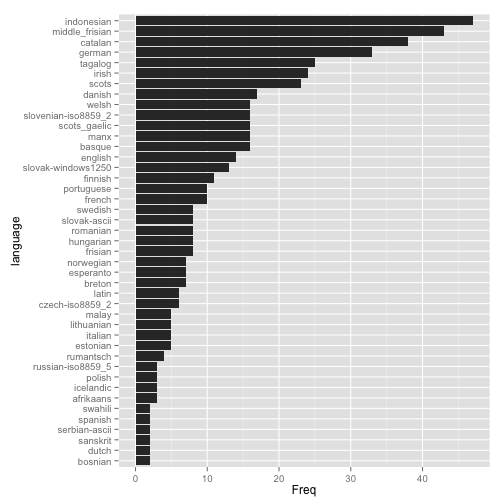 indonesian
middle_frisian
catalan
german
tagalog
irish
scots
danish
welsh
slovenian-iso8859_2
scots_gaelic
manx
basque
english
slovak-windows1250
finnish
portuguese
french
swedish
slovak-ascii
romanian
hungarian
frisian
norwegian
esperanto
breton
latin
czech-iso8859_2
malay
lithuanian
italian
estonian
rumantsch
russian-iso8859_5
polish
icelandic
afrikaans
swahili
spanish
serbian-ascii
sanskrit
dutch
bosnian
language
0 10 20 30 40
Freq